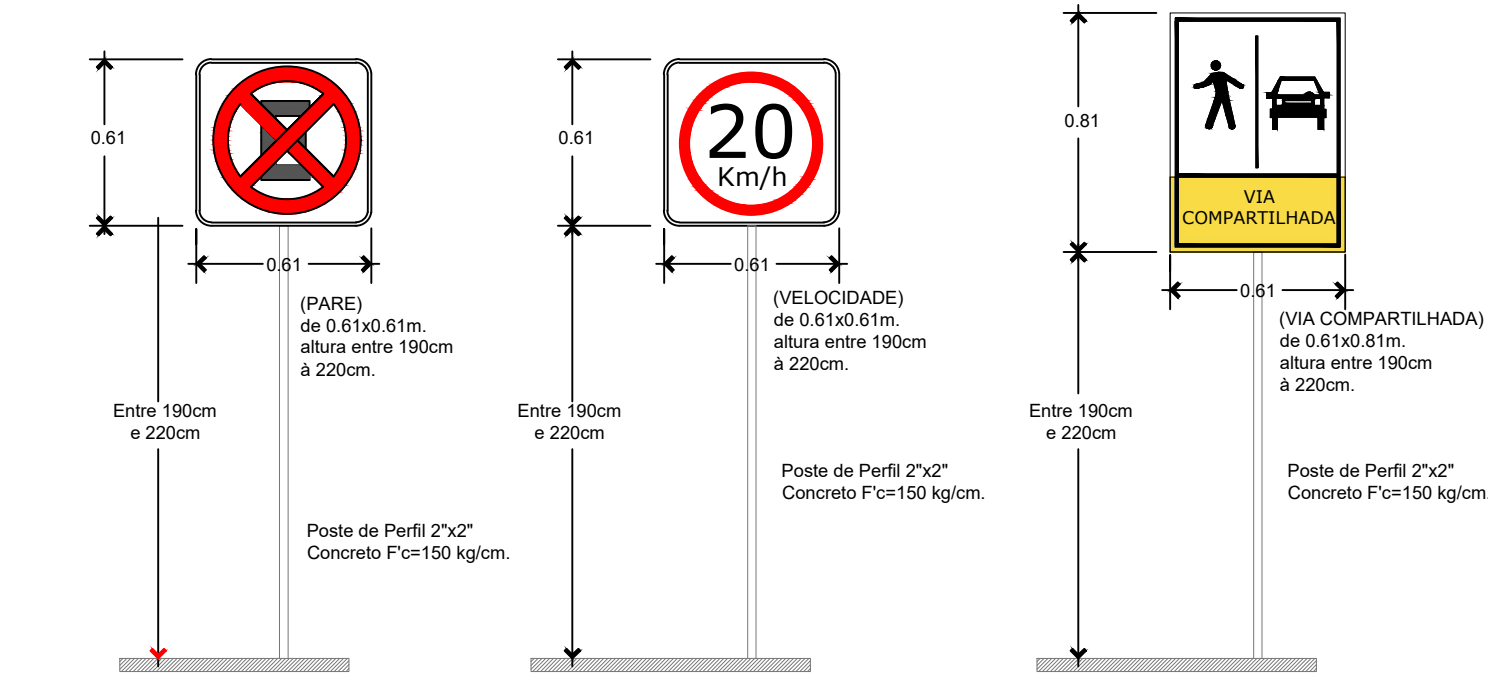 0.61
0.61
(PARE)
de 0.61x0.61m.
altura entre 190cm
à 220cm.
Entre 190cm
e 220cm
Poste de Perfil 2"x2"
Concreto F'c=150 kg/cm.
20
Km/h
0.61
0.61
(VELOCIDADE)
de 0.61x0.61m.
altura entre 190cm
à 220cm.
Entre 190cm
e 220cm
Poste de Perfil 2"x2"
Concreto F'c=150 kg/cm.
0.81
VIA
COMPARTILHADA
0.61
(VIA COMPARTILHADA)
de 0.61x0.81m.
altura entre 190cm
à 220cm.
Entre 190cm
e 220cm
Poste de Perfil 2"x2"
Concreto F'c=150 kg/cm.